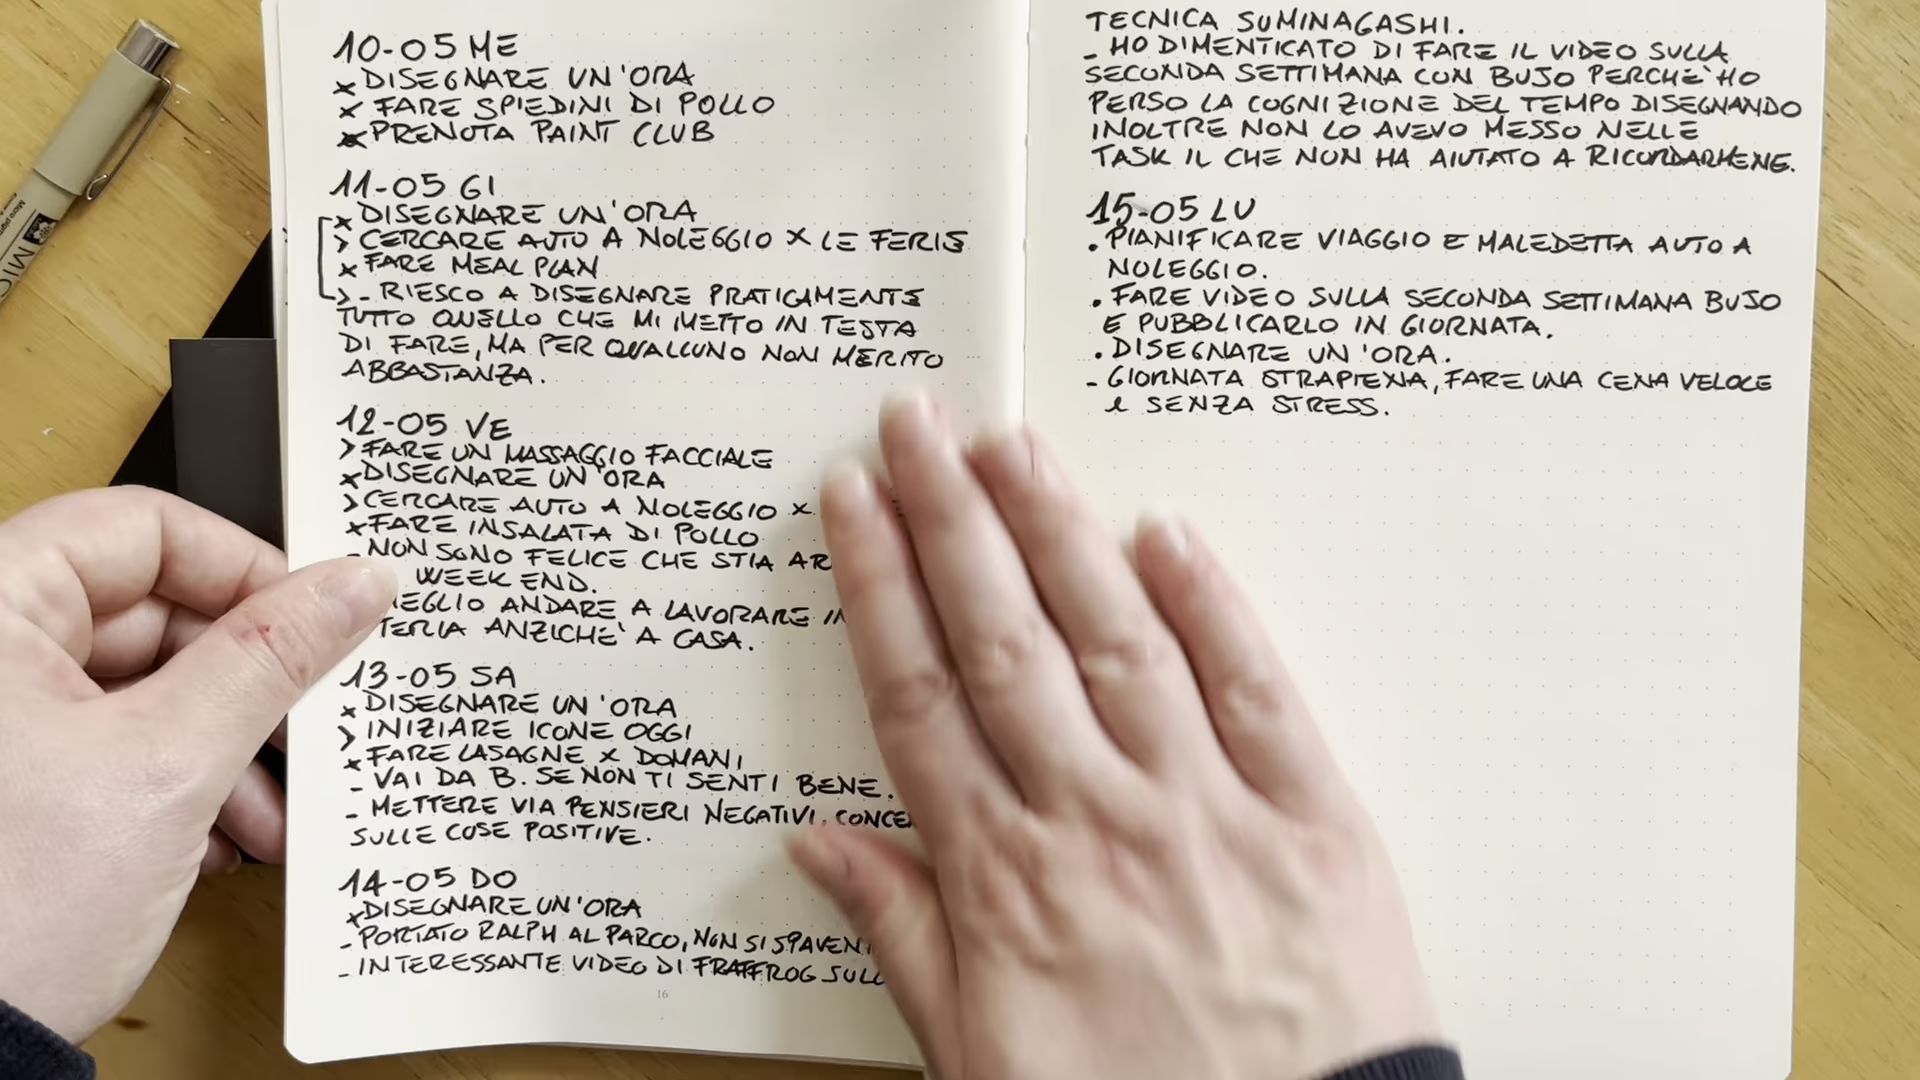 10-05 ME
× DISEGNARE UN'ORA
× FARE SPIEDINI DI POLLO
× PRENOTA PAINT CLUB
11-05 GI
× DISEGNARE UN'ORA
> CERCARE AUTO A NOLEGGIO × LE FERIE
× FARE MEAL PLAN
> - RIESCO A DISEGNARE PRATICAMENTE
TUTTO QUELLO CHE MI METTO IN TESTA
DI FARE, MA PER QUALCUNO NON MERITO
ABBASTANZA.
12-05 VE
> FARE UN MASSAGGIO FACCIALE
× DISEGNARE UN'ORA
> CERCARE AUTO A NOLEGGIO ×
× FARE INSALATA DI POLLO
- NON SONO FELICE CHE STIA AR
WEEK END.
MEGLIO ANDARE A LAVORARE IN
TERIA ANZICHE' A CASA.
13-05 SA
× DISEGNARE UN'ORA
> INIZIARE ICONE OGGI
× FARE LASAGNE × DOMANI
- VAI DA B. SE NON TI SENTI BENE.
- METTERE VIA PENSIERI NEGATIVI, CONCE
SULLE COSE POSITIVE.
14-05 DO
× DISEGNARE UN'ORA
- PORTATO RALPH AL PARCO, NON SI SPAVEN
- INTERESSANTE VIDEO DI FRAFFROG SULL
16
TECNICA SUMINAGASHI.
- HO DIMENTICATO DI FARE IL VIDEO SULLA
SECONDA SETTIMANA CON BUJO PERCHE' HO
PERSO LA COGNIZIONE DEL TEMPO DISEGNANDO
INOLTRE NON LO AVEVO MESSO NELLE
TASK IL CHE NON HA AIUTATO A RICORDARMENE.
15-05 LU
. PIANIFICARE VIAGGIO E MALEDETTA AUTO A
NOLEGGIO.
. FARE VIDEO SULLA SECONDA SETTIMANA BUJO
E PUBBLICARLO IN GIORNATA.
. DISEGNARE UN'ORA.
- GIORNATA STRAPIENA, FARE UNA CENA VELOCE
E SENZA STRESS.